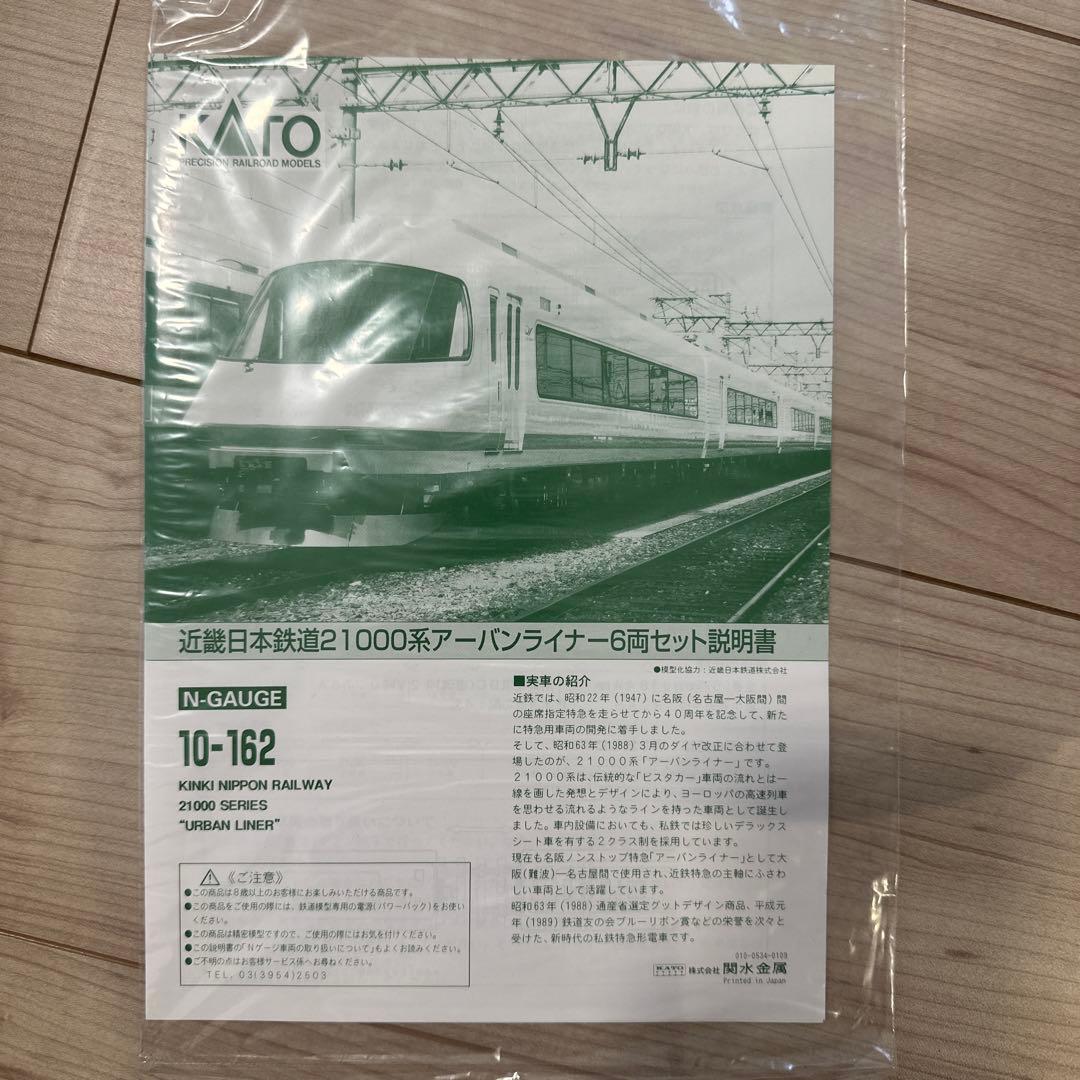 KATO
PRECISION RAILROAD MODELS
近畿日本鉄道21000系アーバンライナー6両セット説明書
●模型化協力：近畿日本鉄道株式会社
N-GAUGE
10-162
KINKI NIPPON RAILWAY
21000 SERIES
"URBAN LINER"
⚠《ご注意》
●この商品は8歳以上のお客様にお楽しみいただける商品です。
●この商品をご使用の際には、鉄道模型専用の電源(パワーパック)をお使い
ください。
●この商品は精密模型ですので、ご使用の際にはお気を付けください。
●この説明書の「Nゲージ車両の取り扱いについて」もよくお読みください。
●ご不明の点はお客様サービス係へお尋ねください。
TEL.03(3954)2603
■実車の紹介
近鉄では、昭和22年(1947)に名阪(名古屋―大阪間)間
の座席指定特急を走らせてから40周年を記念して、新た
に特急用車両の開発に着手しました。
そして、昭和63年(1988)3月のダイヤ改正に合わせて登
場したのが、21000系「アーバンライナー」です。
21000系は、伝統的な「ビスタカー」車両の流れとは一
線を画した発想とデザインにより、ヨーロッパの高速列車
を思わせる流れるようなラインを持った車両として誕生し
ました。車内設備においても、私鉄では珍しいデラックス
シート車を有する2クラス制を採用しています。
現在も名阪ノンストップ特急「アーバンライナー」として大
阪(難波)―名古屋間で使用され、近鉄特急の主軸にふさわ
しい車両として活躍しています。
昭和63年(1988)通産省選定グットデザイン商品、平成元
年(1989)鉄道友の会ブルーリボン賞などの栄誉を次々と
受けた、新時代の私鉄特急形電車です。
010-0534-0109
KATO 株式会社 関水金属
Printed in Japan